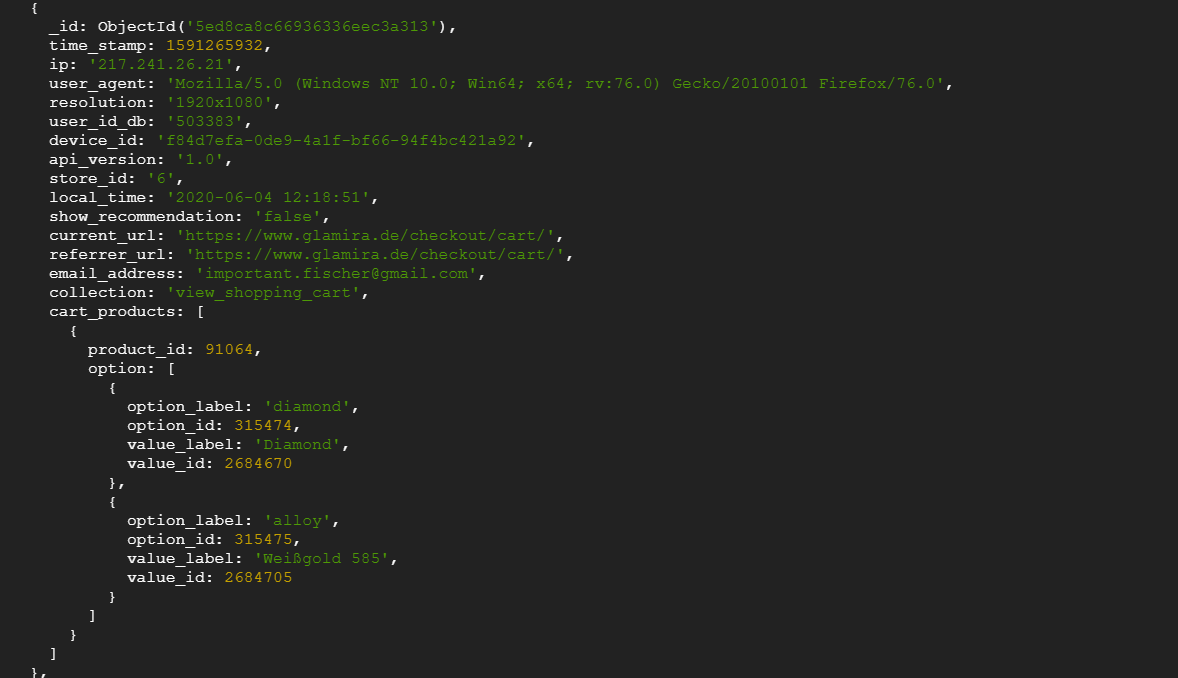 {
_id: ObjectId('5ed8ca8c66936336eec3a313'),
time_stamp: 1591265932,
ip: '217.241.26.21',
user_agent: 'Mozilla/5.0 (Windows NT 10.0; Win64; x64; rv:76.0) Gecko/20100101 Firefox/76.0',
resolution: '1920x1080',
user_id_db: '503383',
device_id: 'f84d7efa-0de9-4a1f-bf66-94f4bc421a92',
api_version: '1.0',
store_id: '6',
local_time: '2020-06-04 12:18:51',
show_recommendation: 'false',
current_url: 'https://www.glamira.de/checkout/cart/',
referrer_url: 'https://www.glamira.de/checkout/cart/',
email_address: 'important.fischer@gmail.com',
collection: 'view_shopping_cart',
cart_products: [
{
product_id: 91064,
option: [
{
option_label: 'diamond',
option_id: 315474,
value_label: 'Diamond',
value_id: 2684670
},
{
option_label: 'alloy',
option_id: 315475,
value_label: 'Weißgold 585',
value_id: 2684705
}
]
}
]
},